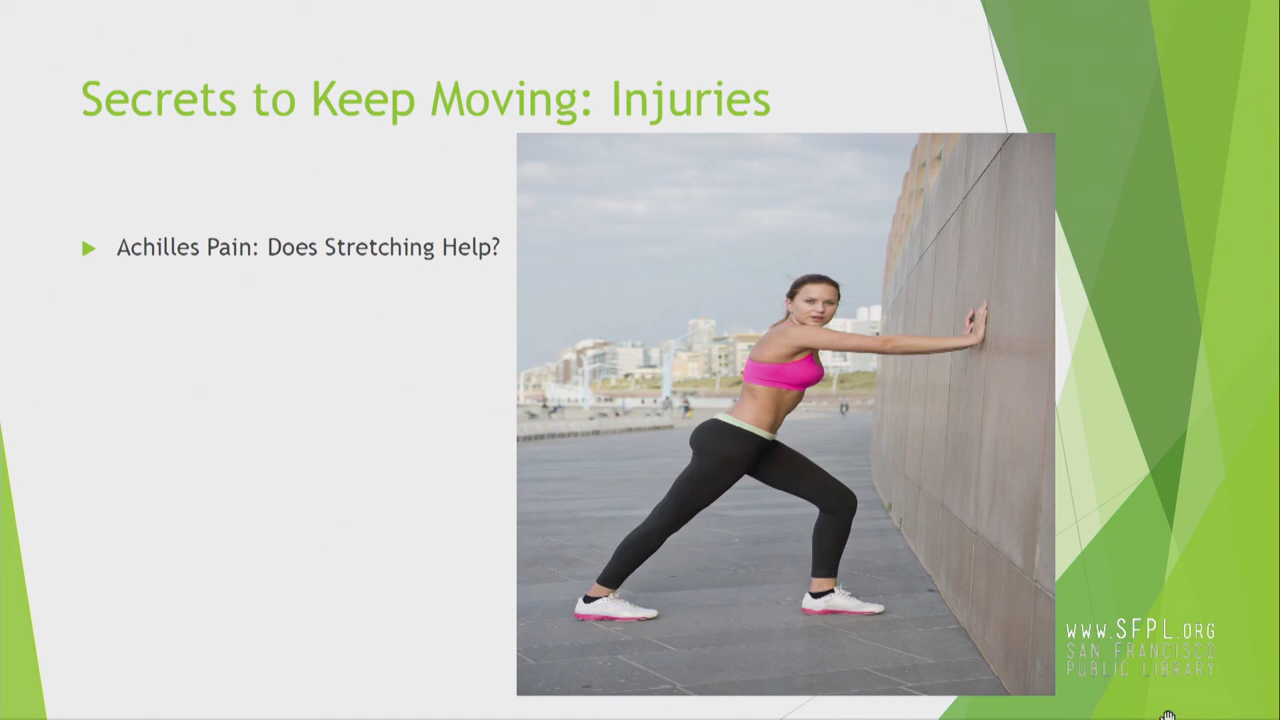 Secrets to Keep Moving: Injuries
Achilles Pain: Does Stretching Help?
www.SFPL.ORG
SAN FRANCISCO
PUBLIC LIBRARY